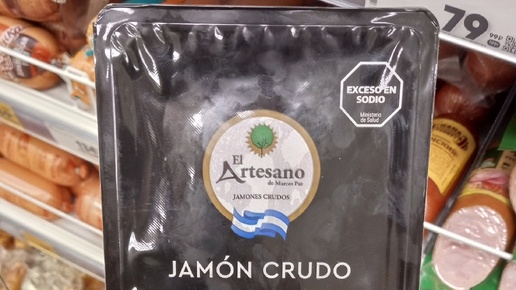 79
EXCESO EN
SODIO
Ministerio
de Salud
El
Artesano
de Marcos Paz
JAMONES CRUDOS
JAMÓN CRUDO